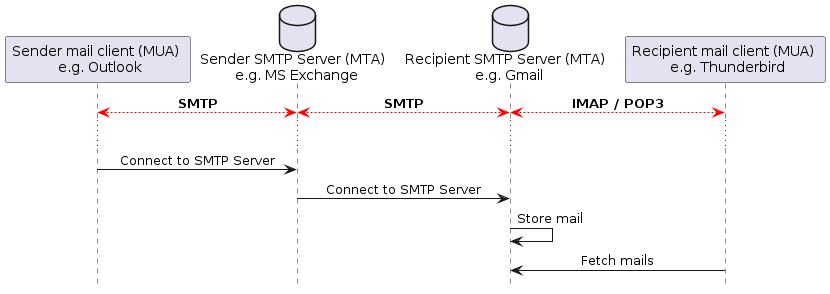 Sender mail client (MUA)
e.g. Outlook
Sender SMTP Server (MTA)
e.g. MS Exchange
Recipient SMTP Server (MTA)
e.g. Gmail
Recipient mail client (MUA)
e.g. Thunderbird
SMTP
SMTP
IMAP / POP3
Connect to SMTP Server
Connect to SMTP Server
Store mail
Fetch mails